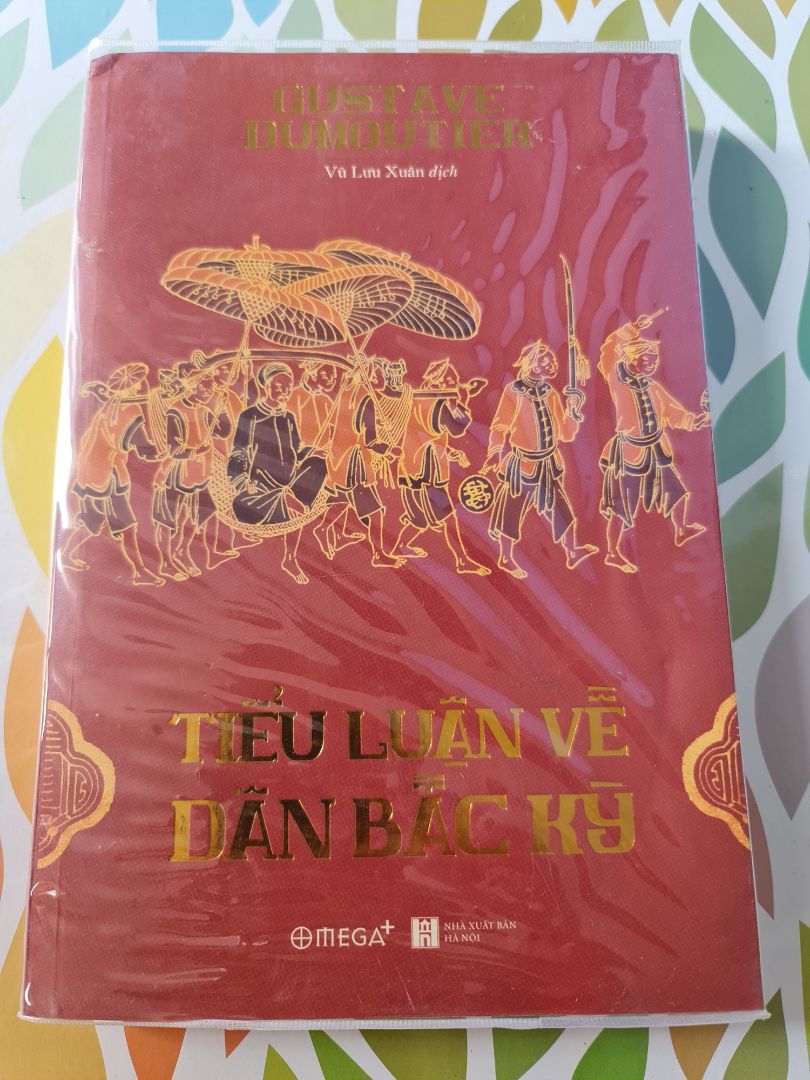 GUSTAVE
DUMOUTIER
Vũ Lưu Xuân dịch
TIỂU LUẬN VỀ
DÂN BẮC KỲ
OMEGA+
NHÀ XUẤT BẢN
HÀ NỘI